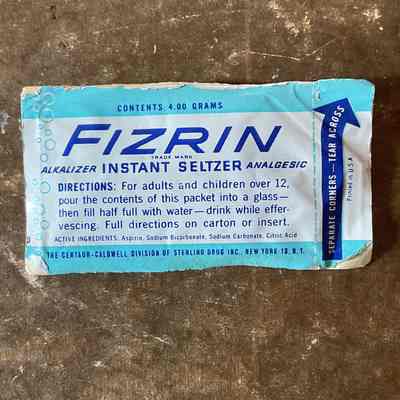 CONTENTS 4.00 GRAMS
FIZRIN
TRADE MARK
ALKALIZER INSTANT SELTZER ANALGESIC
DIRECTIONS: For adults and children over 12,
pour the contents of this packet into a glass—
then fill half full with water—drink while effer-
vescing. Full directions on carton or insert.
ACTIVE INGREDIENTS: Aspirin, Sodium Bicarbonate, Sodium Carbonate, Citric Acid
THE CENTAUR-CALDWELL DIVISION OF STERLING DRUG INC., NEW YORK 18, N.Y.
SEPARATE CORNERS—TEAR ACROSS
Printed in U.S.A.